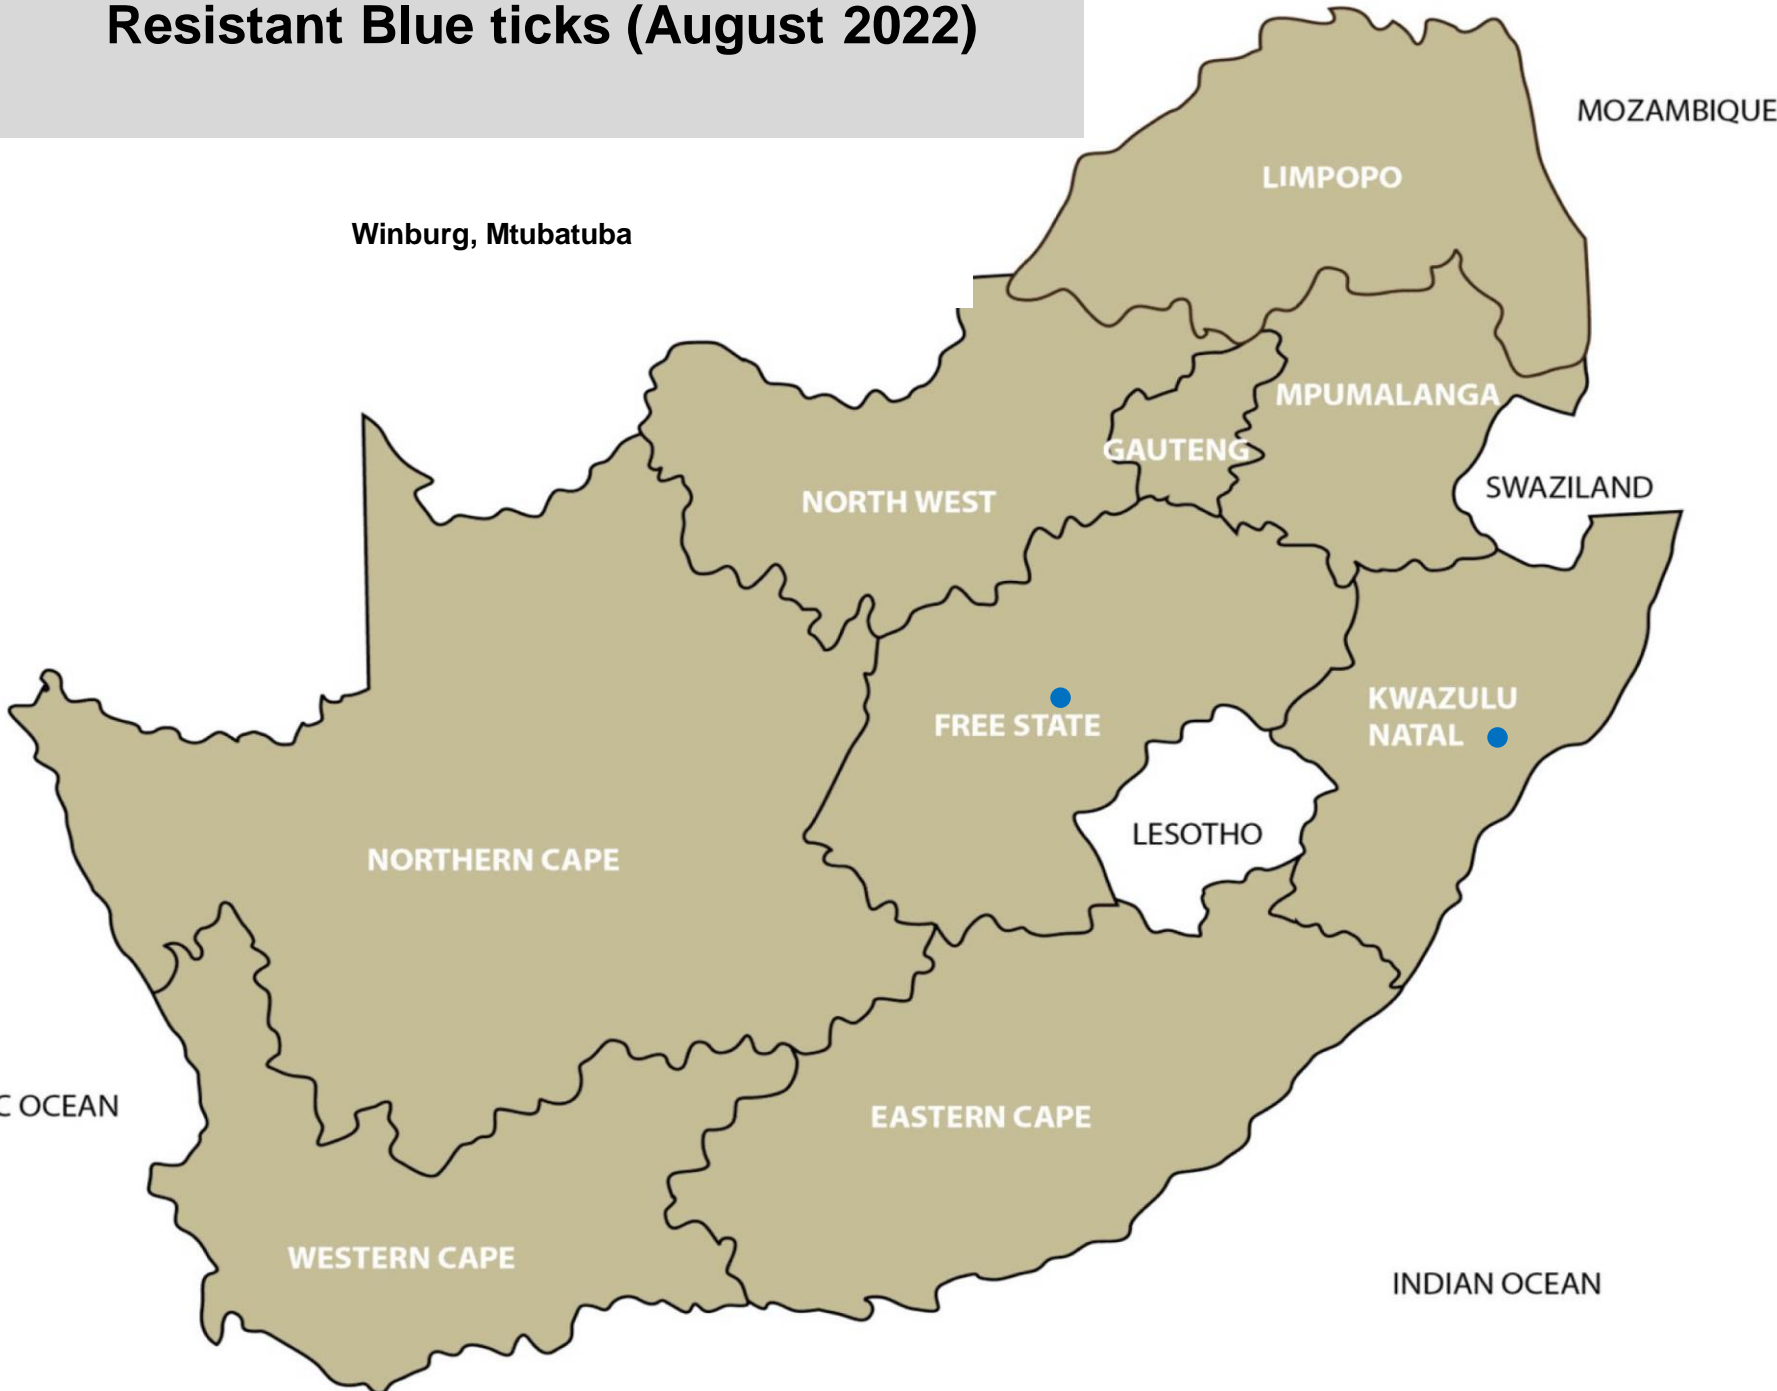 Resistant Blue ticks (August 2022)
MOZAMBIQUE
LIMPOPO
Winburg, Mtubatuba
MPUMALANGA
GAUTENG
SWAZILAND
NORTH WEST
KWAZULU
NATAL
FREE STATE
LESOTHO
NORTHERN CAPE
C OCEAN
EASTERN CAPE
WESTERN CAPE
INDIAN OCEAN